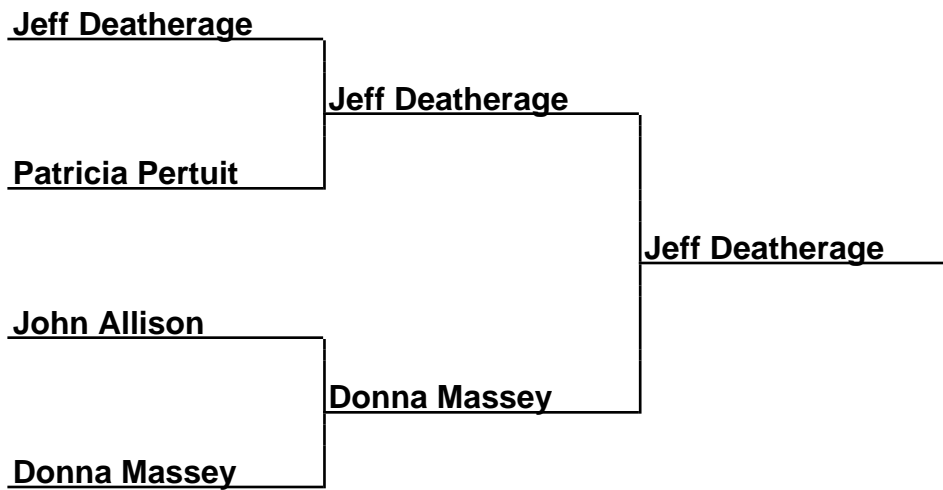 Jeff Deatherage
Jeff Deatherage
Patricia Pertuit
Jeff Deatherage
John Allison
Donna Massey
Donna Massey